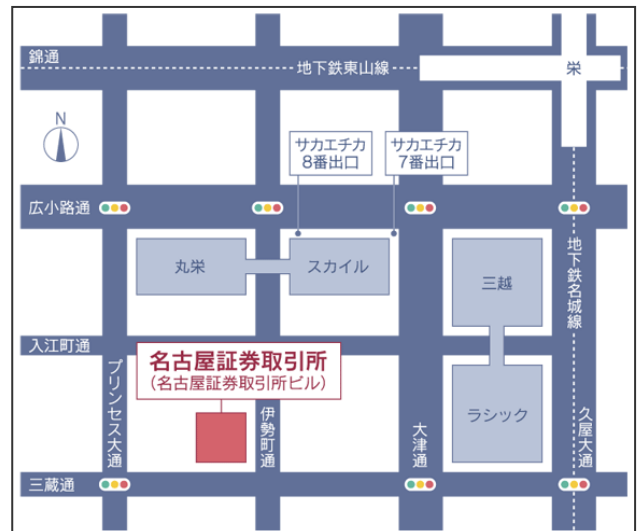 錦通
地下鉄東山線
栄
N
サカエチカ
8番出口
サカエチカ
7番出口
広小路通
丸栄
スカイル
三越
地下鉄名城線
入江町通
名古屋証券取引所
(名古屋証券取引所ビル)
プリンセス大通
伊勢町通
大津通
ラシック
久屋大通
三蔵通